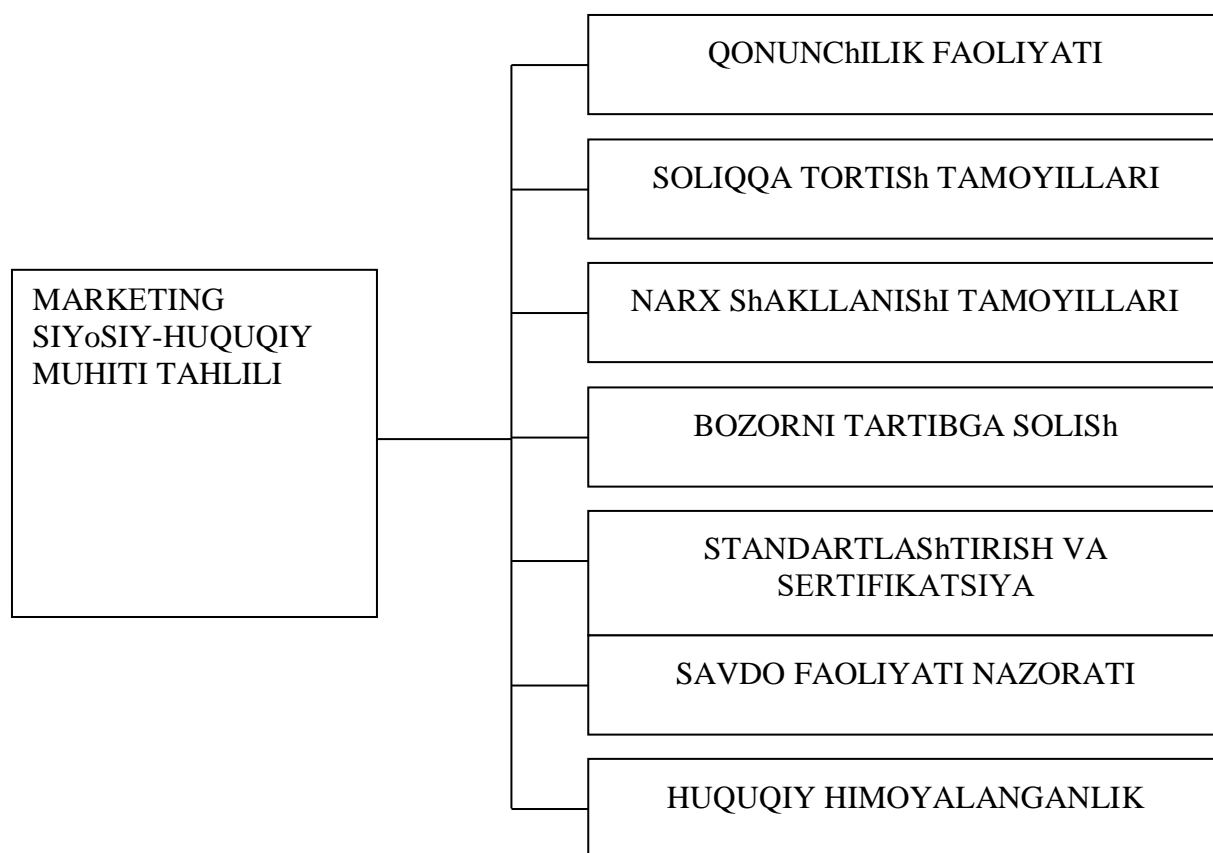 QONUNChILIK FAOLIYATI
SOLIQQA TORTISh TAMOYILLARI
NARX ShAKLLANIShI TAMOYILLARI
MARKETING
SIYoSIY-HUQUQIY
MUHITI TAHLILI
BOZORNI TARTIBGA SOLISh
STANDARTLAShTIRISH VA
SERTIFIKATSIYA
SAVDO FAOLIYATI NAZORATI
HUQUQIY HIMOYALANGANLIK